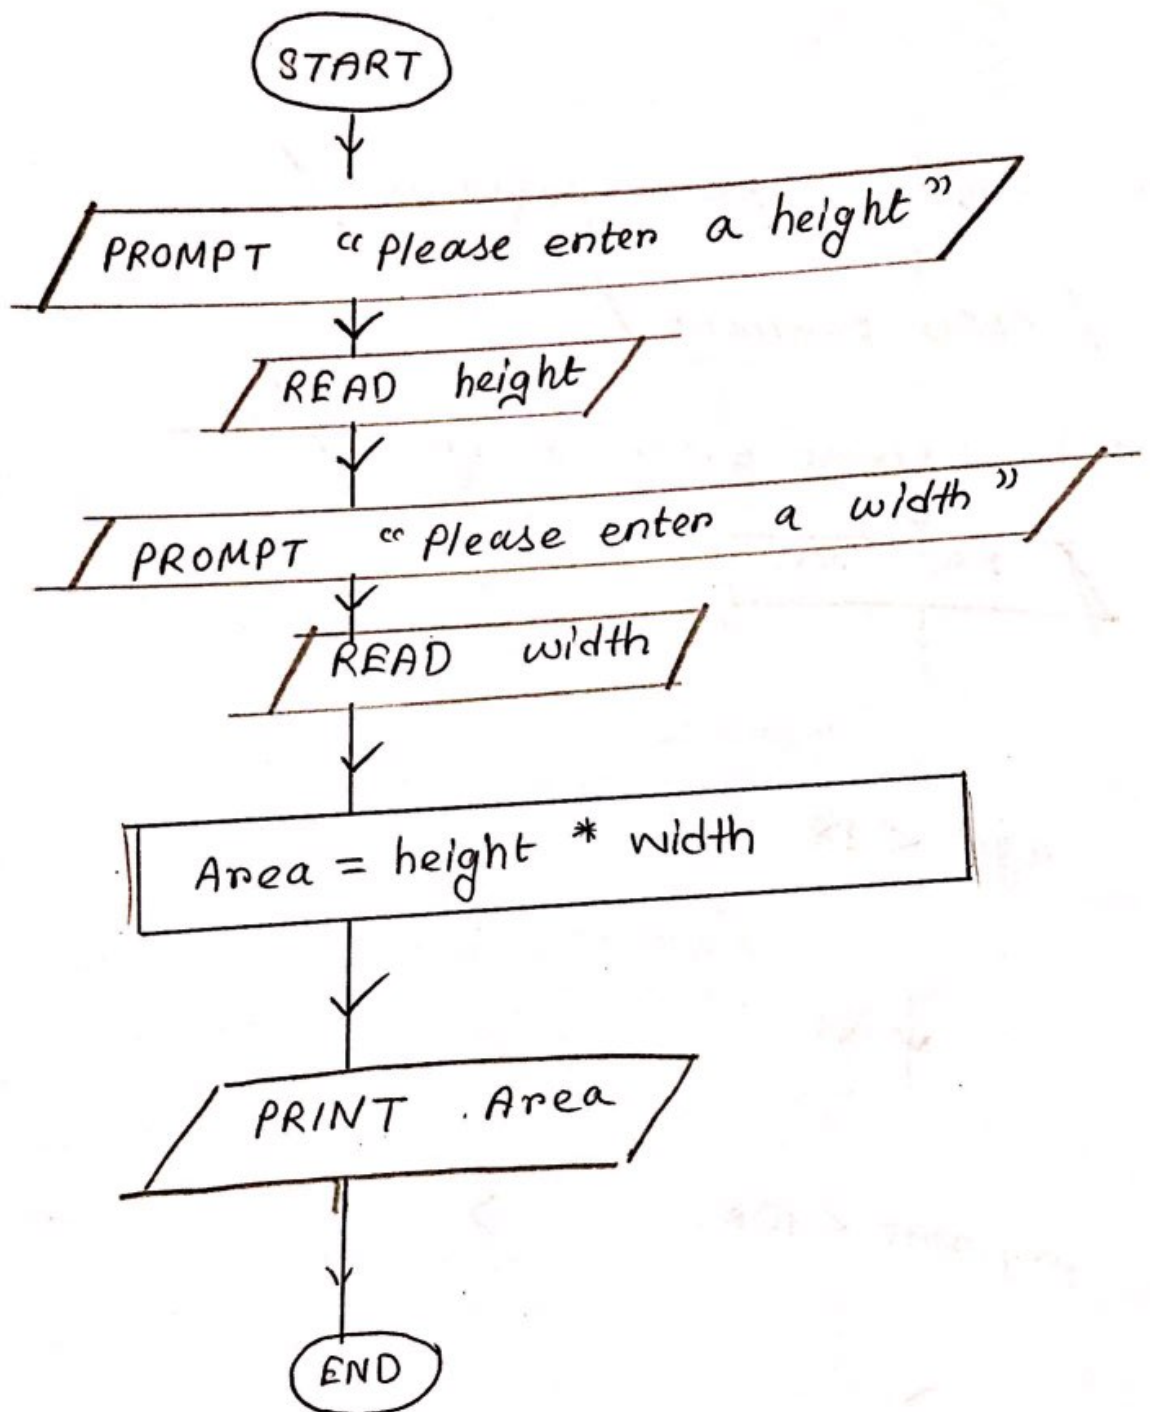 START
PROMPT "Please enter a height"
READ height
PROMPT "Please enter a width"
READ width
Area = height * width
PRINT Area
END